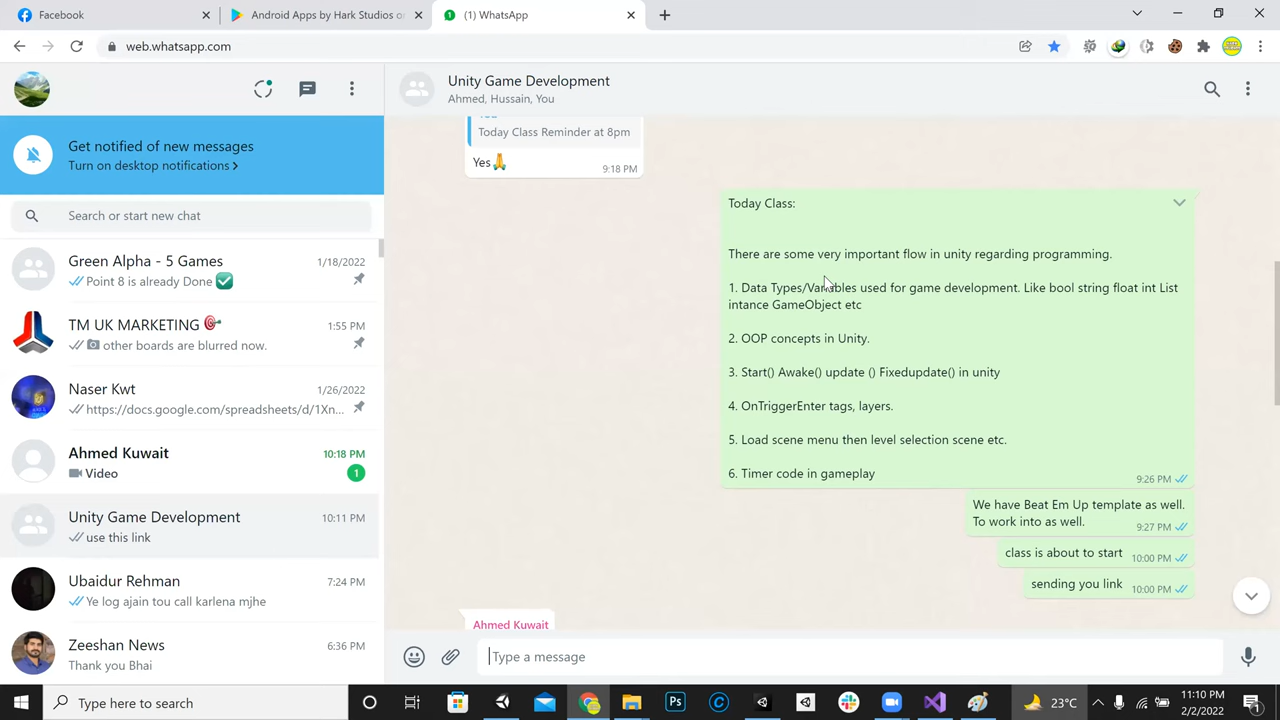 Facebook
Android Apps by Hark Studios o
(1) WhatsApp
web.whatsapp.com
Unity Game Development
Ahmed, Hussain, You
Get notified of new messages
Turn on desktop notifications >
Search or start new chat
Green Alpha - 5 Games
1/18/2022
Point 8 is already Done ✅
TM UK MARKETING 🎯
1:55 PM
other boards are blurred now.
Naser Kwt
1/26/2022
https://docs.google.com/spreadsheets/d/1Xn...
Ahmed Kuwait
10:18 PM
Video
1
Unity Game Development
10:11 PM
use this link
Ubaidur Rehman
7:24 PM
Ye log ajain tou call karlena mjhe
Zeeshan News
6:36 PM
Thank you Bhai
Today Class Reminder at 8pm
Yes🙏
9:18 PM
Today Class:
There are some very important flow in unity regarding programming.
1. Data Types/Variables used for game development. Like bool string float int List
intance GameObject etc
2. OOP concepts in Unity.
3. Start() Awake() update () Fixedupdate() in unity
4. OnTriggerEnter tags, layers.
5. Load scene menu then level selection scene etc.
6. Timer code in gameplay
9:26 PM
We have Beat Em Up template as well.
To work into as well.
9:27 PM
class is about to start
10:00 PM
sending you link
10:00 PM
Ahmed Kuwait
Type a message
Type here to search
23°C
11:10 PM
2/2/2022